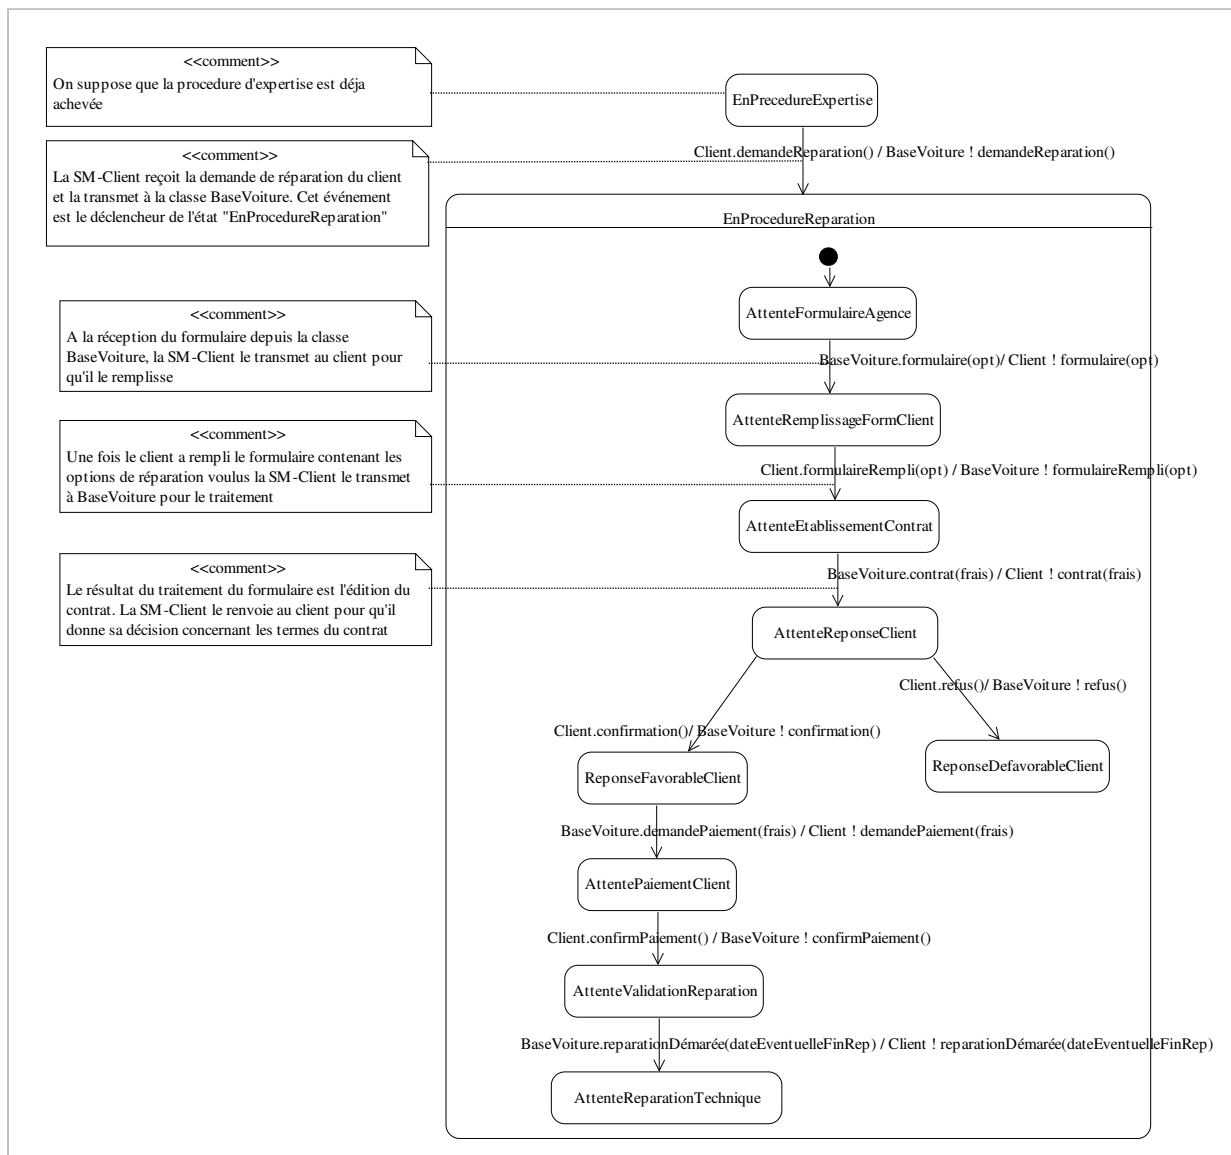 <<comment>>
On suppose que la procedure d'expertise est déja
achevée
EnPrecedureExpertise
Client.demandeReparation() / BaseVoiture ! demandeReparation()
<<comment>>
La SM-Client reçoit la demande de réparation du client
et la transmet à la classe BaseVoiture. Cet événement
est le déclencheur de l'état "EnProcedureReparation"
EnProcedureReparation
<<comment>>
A la réception du formulaire depuis la classe
BaseVoiture, la SM-Client le transmet au client pour
qu'il le remplisse
AttenteFormulaireAgence
BaseVoiture.formulaire(opt)/ Client ! formulaire(opt)
AttenteRemplissageFormClient
<<comment>>
Une fois le client a rempli le formulaire contenant les
options de réparation voulus la SM-Client le transmet
à BaseVoiture pour le traitement
Client.formulaireRempli(opt) / BaseVoiture ! formulaireRempli(opt)
AttenteEtablissementContrat
<<comment>>
Le résultat du traitement du formulaire est l'édition du
contrat. La SM-Client le renvoie au client pour qu'il
donne sa décision concernant les termes du contrat
BaseVoiture.contrat(frais) / Client ! contrat(frais)
AttenteReponseClient
Client.refus()/ BaseVoiture ! refus()
Client.confirmation()/ BaseVoiture ! confirmation()
ReponseDefavorableClient
ReponseFavorableClient
BaseVoiture.demandePaiement(frais) / Client ! demandePaiement(frais)
AttentePaiementClient
Client.confirmPaiement() / BaseVoiture ! confirmPaiement()
AttenteValidationReparation
BaseVoiture.reparationDémarée(dateEventuelleFinRep) / Client ! reparationDémarée(dateEventuelleFinRep)
AttenteReparationTechnique